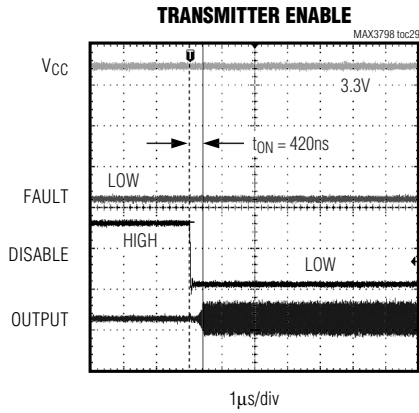 TRANSMITTER ENABLE
MAX3798 toc29
T
VCC
3.3V
tON = 420ns
LOW
FAULT
HIGH
DISABLE
LOW
OUTPUT
1µs/div